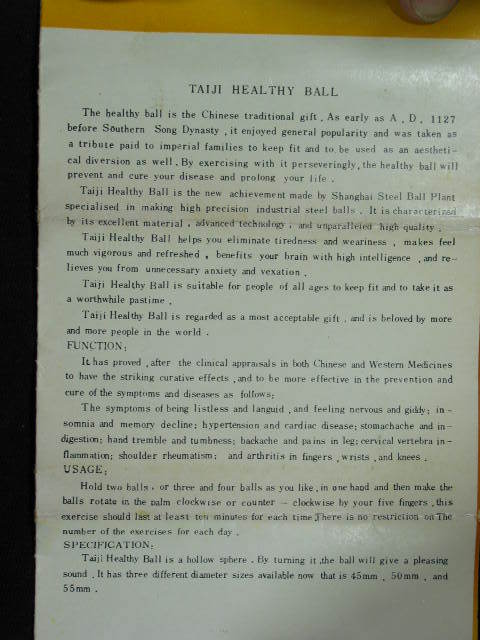 TAIJI HEALTHY BALL
The healthy ball is the Chinese traditional gift . As early as A . D . 1127
before Southern Song Dynasty , it enjoyed general popularity and was taken as
a tribute paid to imperial families to keep fit and to be used as an aestheti-
cal diversion as well . By exercising with it perseveringly , the healthy ball will
prevent and cure your disease and prolong your life .
Taiji Healthy Ball is the new achievement made by Shanghai Steel Ball Plant
specialised in making high precision industrial steel balls . It is characterized
by its excellent material , advanced technology , and unparalleled high quality .
Taiji Healthy Ball helps you eliminate tiredness and weariness , makes feel
much vigorous and refreshed , benefits your brain with high intelligence , and re-
lieves you from unnecessary anxiety and vexation .
Taiji Healthy Ball is suitable for people of all ages to keep fit and to take it as
a worthwhile pastime .
Taiji Healthy Ball is regarded as a most acceptable gift , and is beloved by more
and more people in the world .
FUNCTION:
It has proved , after the clinical appraisals in both Chinese and Western Medicines
to have the striking curative effects , and to be more effective in the prevention and
cure of the symptoms and diseases as follows;
The symptoms of being listless and languid , and feeling nervous and giddy; in-
somnia and memory decline; hypertension and cardiac disease; stomachache and in-
digestion; hand tremble and tumbness; backache and pains in leg; cervical vertebra in-
flammation; shoulder rheumatism; and arthritis in fingers , wrists , and knees .
USAGE:
Hold two balls , or three and four balls as you like , in one hand and then make the
balls rotate in the palm clockwise or counter - clockwise by your five fingers , this
exercise should last at least ten minutes for each time . There is no restriction on The
number of the exercises for each day .
SPECIFICATION:
Taiji Healthy Ball is a hollow sphere . By turning it , the ball will give a pleasing
sound . It has three different diameter sizes available now that is 45mm , 50mm , and
55mm .